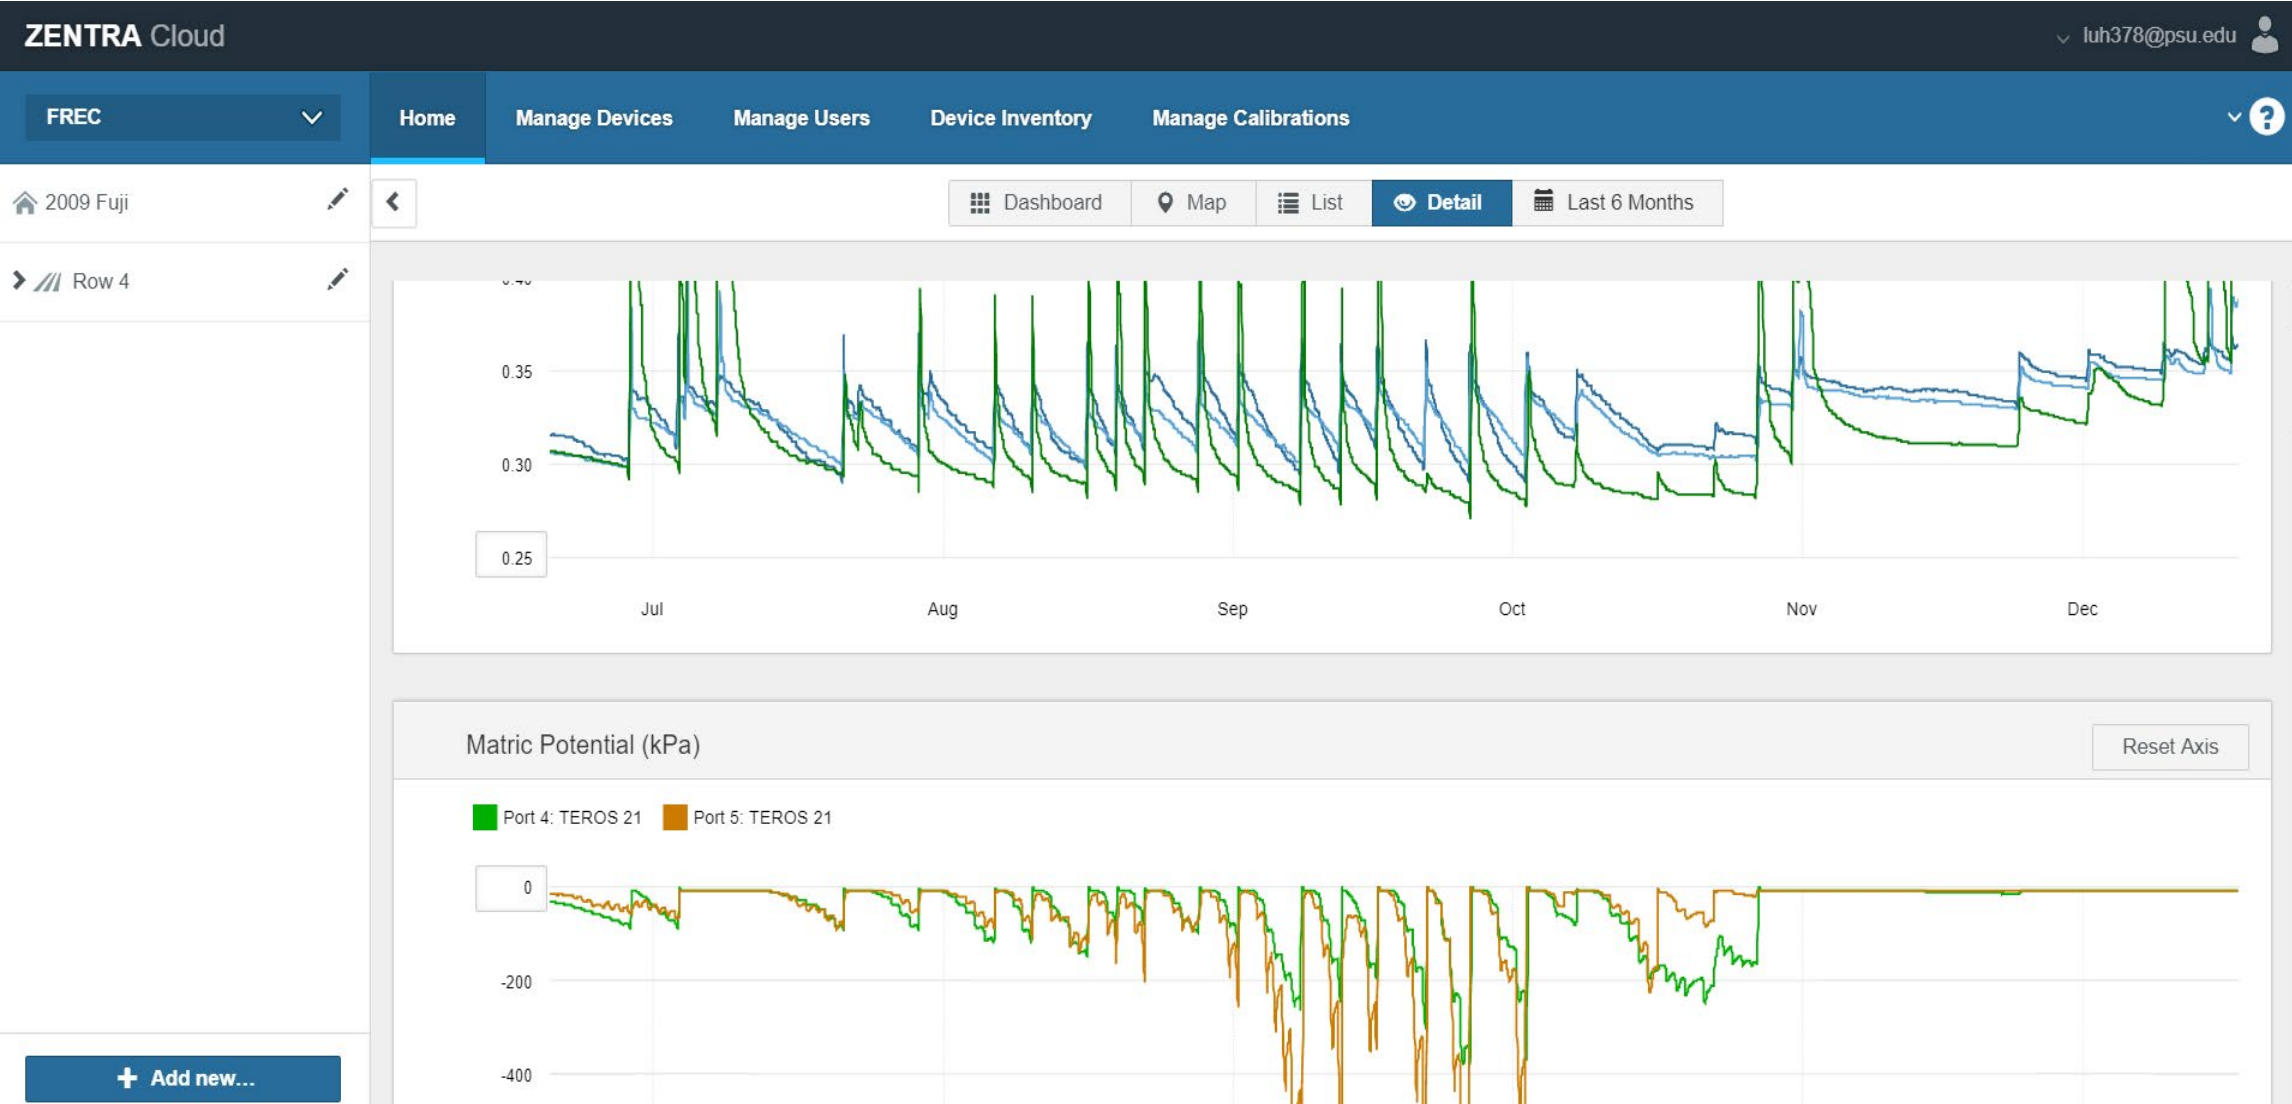 ZENTRA Cloud
luh378@psu.edu
FREC
Home
Manage Devices
Manage Users
Device Inventory
Manage Calibrations
?
2009 Fuji
Dashboard
Map
List
Detail
Last 6 Months
Row 4
0.40
0.35
0.30
0.25
Jul
Aug
Sep
Oct
Nov
Dec
Matric Potential (kPa)
Reset Axis
Port 4: TEROS 21
Port 5: TEROS 21
0
-200
-400
+ Add new...